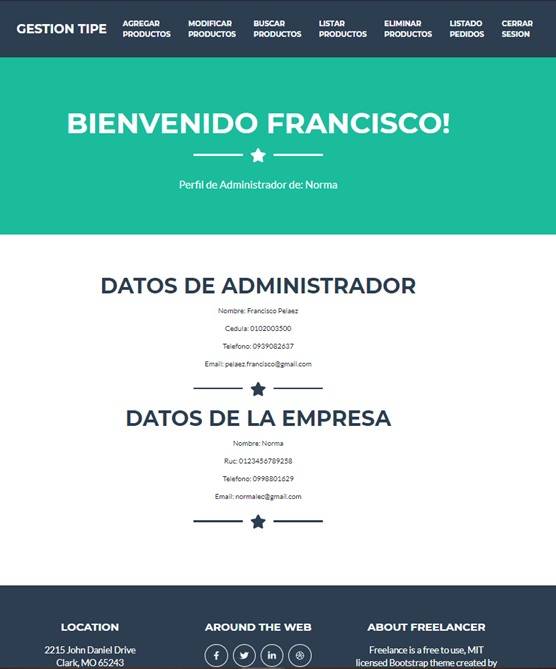 GESTION TIPE
AGREGAR PRODUCTOS
MODIFICAR PRODUCTOS
BUSCAR PRODUCTOS
LISTAR PRODUCTOS
ELIMINAR PRODUCTOS
LISTADO PEDIDOS
CERRAR SESION
BIENVENIDO FRANCISCO!
Perfil de Administrador de: Norma
DATOS DE ADMINISTRADOR
Nombre: Francisco Pelaez
Cedula: 0102003500
Telefono: 0939082637
Email: pelaez.francisco@gmail.com
DATOS DE LA EMPRESA
Nombre: Norma
Ruc: 0123456789258
Telefono: 0998801629
Email: normalec@gmail.com
LOCATION
2215 John Daniel Drive
Clark, MO 65243
AROUND THE WEB
ABOUT FREELANCER
Freelance is a free to use, MIT
licensed Bootstrap theme created by